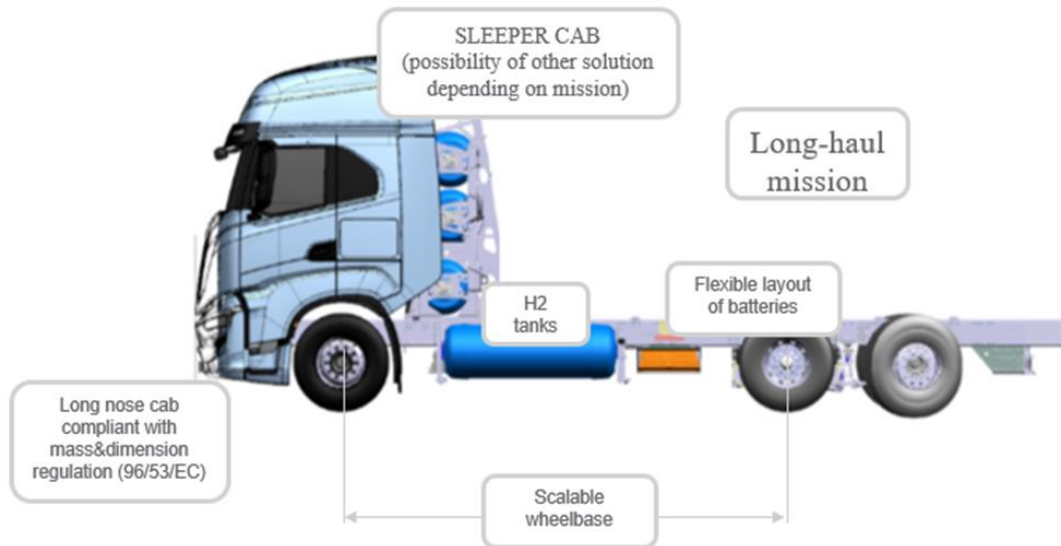 SLEEPER CAB
(possibility of other solution
depending on mission)
Long-haul
mission
H2
tanks
Flexible layout
of batteries
Long nose cab
compliant with
mass&dimension
regulation (96/53/EC)
Scalable
wheelbase